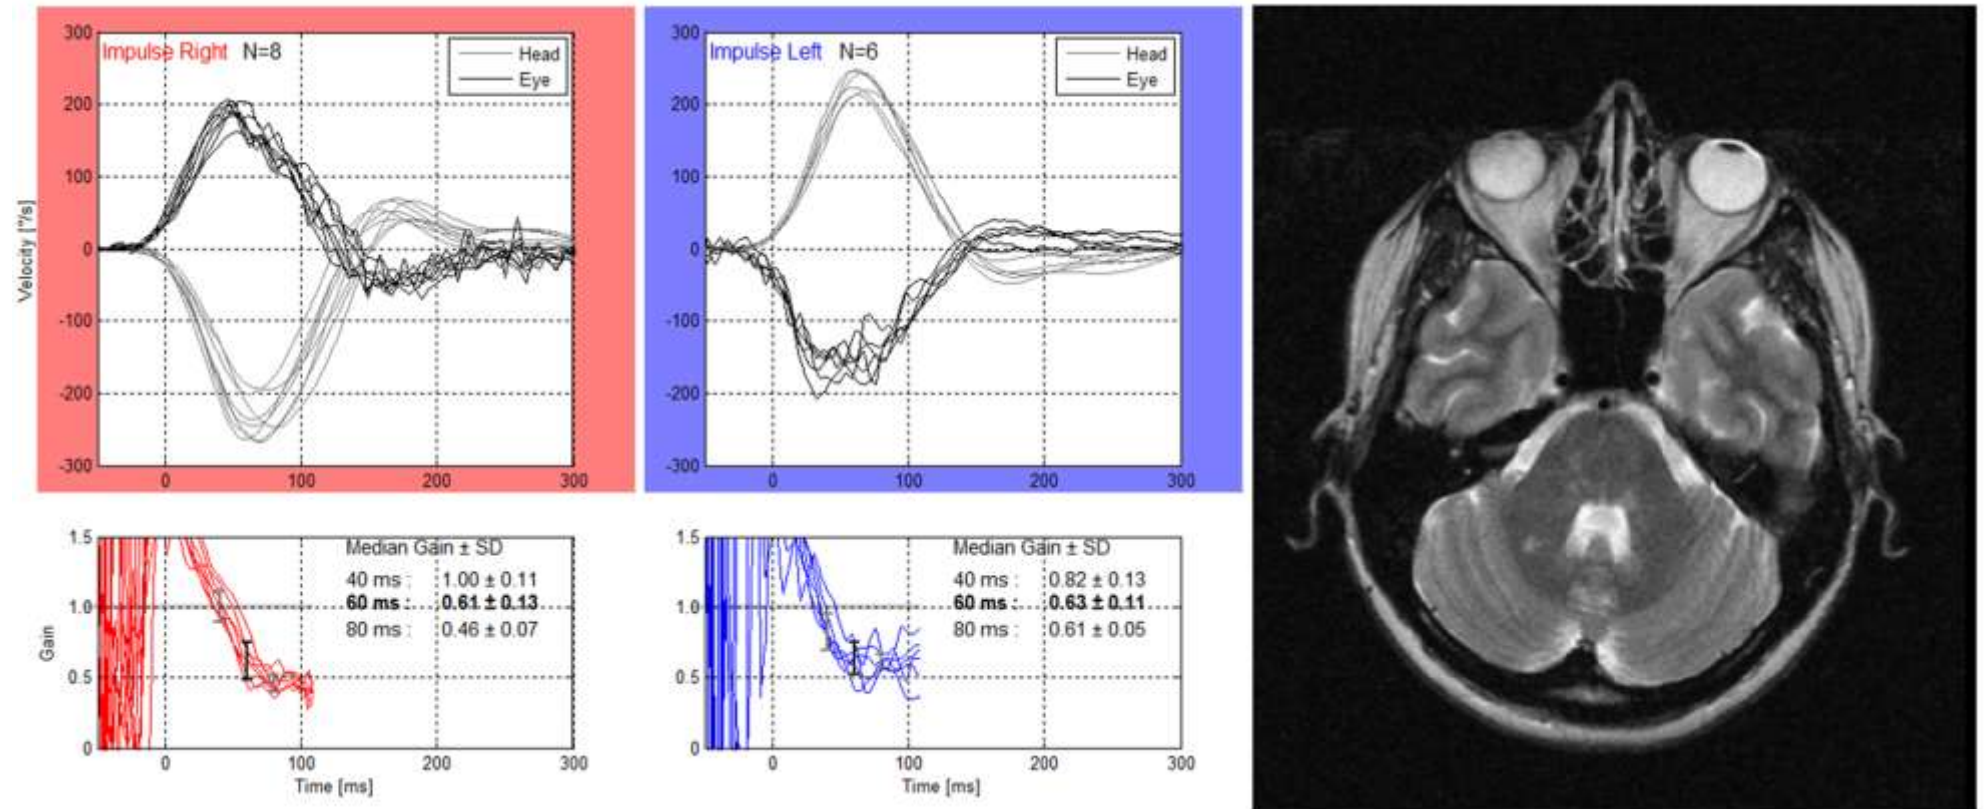 Impulse Right N=8
Head
Eye
300
200
100
0
-100
-200
-300
Velocity [°/s]
0 100 200 300
Impulse Left N=6
Head
Eye
300
200
100
0
-100
-200
-300
0 100 200 300
Median Gain ± SD
40 ms : 1.00 ± 0.11
60 ms : 0.61 ± 0.13
80 ms : 0.46 ± 0.07
1.5
1.0
0.5
0
Gain
0 100 200 300
Time [ms]
Median Gain ± SD
40 ms : 0.82 ± 0.13
60 ms : 0.63 ± 0.11
80 ms : 0.61 ± 0.05
1.5
1.0
0.5
0
0 100 200 300
Time [ms]